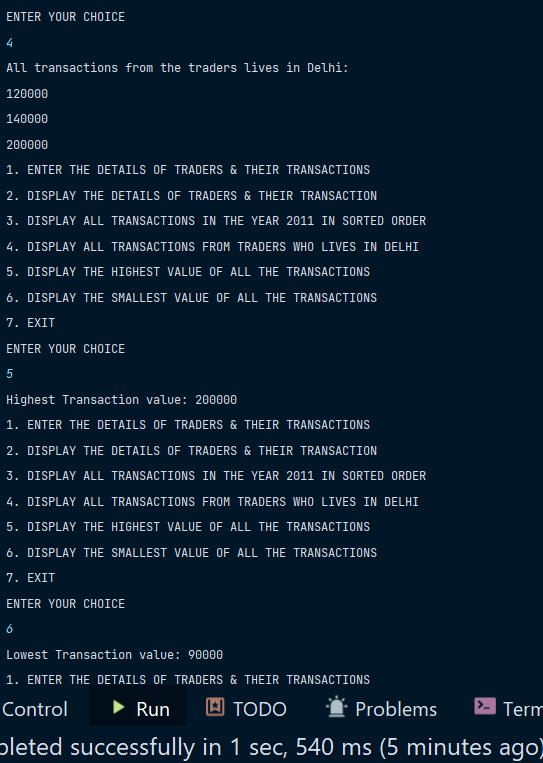 ENTER YOUR CHOICE
4
All transactions from the traders lives in Delhi:
120000
140000
200000
1. ENTER THE DETAILS OF TRADERS & THEIR TRANSACTIONS
2. DISPLAY THE DETAILS OF TRADERS & THEIR TRANSACTION
3. DISPLAY ALL TRANSACTIONS IN THE YEAR 2011 IN SORTED ORDER
4. DISPLAY ALL TRANSACTIONS FROM TRADERS WHO LIVES IN DELHI
5. DISPLAY THE HIGHEST VALUE OF ALL THE TRANSACTIONS
6. DISPLAY THE SMALLEST VALUE OF ALL THE TRANSACTIONS
7. EXIT
ENTER YOUR CHOICE
5
Highest Transaction value: 200000
1. ENTER THE DETAILS OF TRADERS & THEIR TRANSACTIONS
2. DISPLAY THE DETAILS OF TRADERS & THEIR TRANSACTION
3. DISPLAY ALL TRANSACTIONS IN THE YEAR 2011 IN SORTED ORDER
4. DISPLAY ALL TRANSACTIONS FROM TRADERS WHO LIVES IN DELHI
5. DISPLAY THE HIGHEST VALUE OF ALL THE TRANSACTIONS
6. DISPLAY THE SMALLEST VALUE OF ALL THE TRANSACTIONS
7. EXIT
ENTER YOUR CHOICE
6
Lowest Transaction value: 90000
1. ENTER THE DETAILS OF TRADERS & THEIR TRANSACTIONS
Control Run TODO Problems Term
pleted successfully in 1 sec, 540 ms (5 minutes ago)